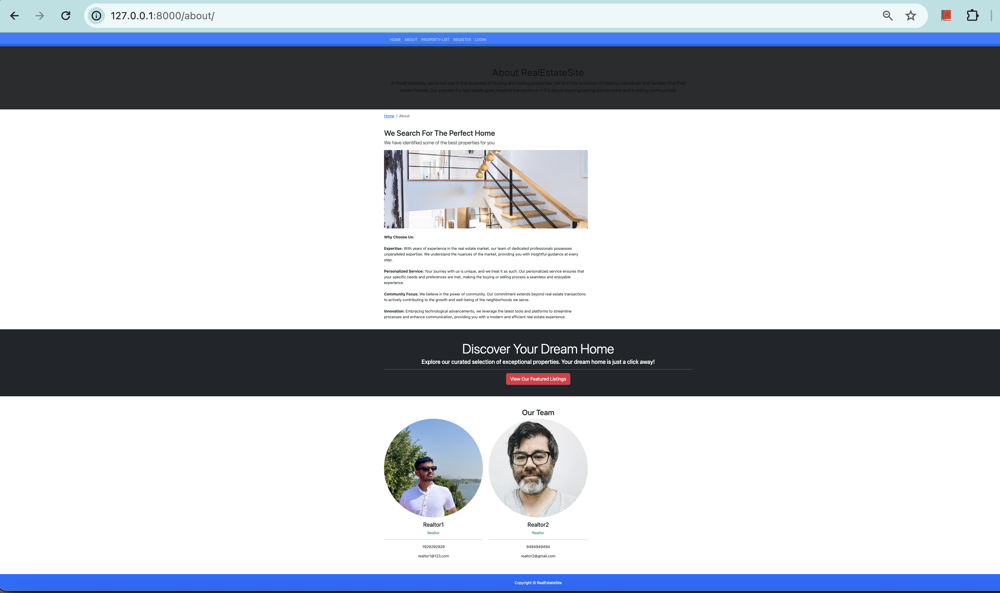 127.0.0.1:8000/about/
HOME ABOUT PROPERTY-LIST REGISTER LOGIN
About RealEstateSite
At RealEstateSite, we're not just in the business of buying and selling properties; we're in the business of helping individuals and families find their
dream homes. Our passion for real estate goes beyond transactions — it's about creating lasting connections and building communities.
Home / About
We Search For The Perfect Home
We have identified some of the best properties for you
Why Choose Us:
Expertise: With years of experience in the real estate market, our team of dedicated professionals possesses
unparalleled expertise. We understand the nuances of the market, providing you with insightful guidance at every
step.
Personalized Service: Your journey with us is unique, and we treat it as such. Our personalized service ensures that
your specific needs and preferences are met, making the buying or selling process a seamless and enjoyable
experience.
Community Focus: We believe in the power of community. Our commitment extends beyond real estate transactions
to actively contributing to the growth and well-being of the neighborhoods we serve.
Innovation: Embracing technological advancements, we leverage the latest tools and platforms to streamline
processes and enhance communication, providing you with a modern and efficient real estate experience.
Discover Your Dream Home
Explore our curated selection of exceptional properties. Your dream home is just a click away!
View Our Featured Listings
Our Team
Realtor1
Realtor
1929292929
realtor1@123.com
Realtor2
Realtor
9494949494
realtor2@gmail.com
Copyright © RealEstateSite